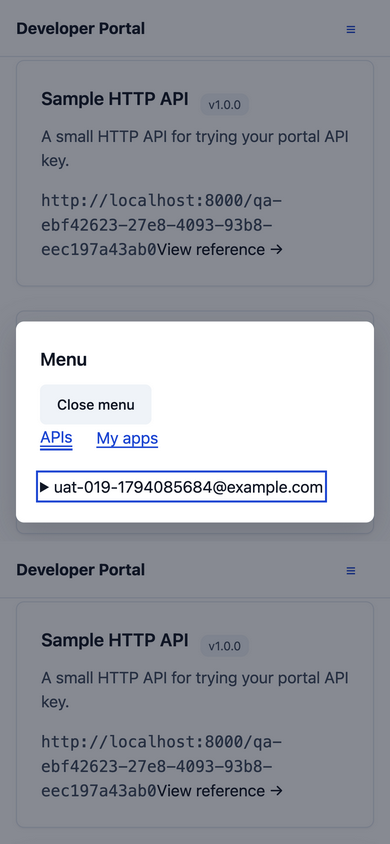 Developer Portal ≡
Sample HTTP API v1.0.0
A small HTTP API for trying your portal API
key.
http://localhost:8000/qa-
ebf42623-27e8-4093-93b8-
eec197a43ab0View reference →
Menu
Close menu
APIs My apps
▶ uat-019-1794085684@example.com
Developer Portal ≡
Sample HTTP API v1.0.0
A small HTTP API for trying your portal API
key.
http://localhost:8000/qa-
ebf42623-27e8-4093-93b8-
eec197a43ab0View reference →